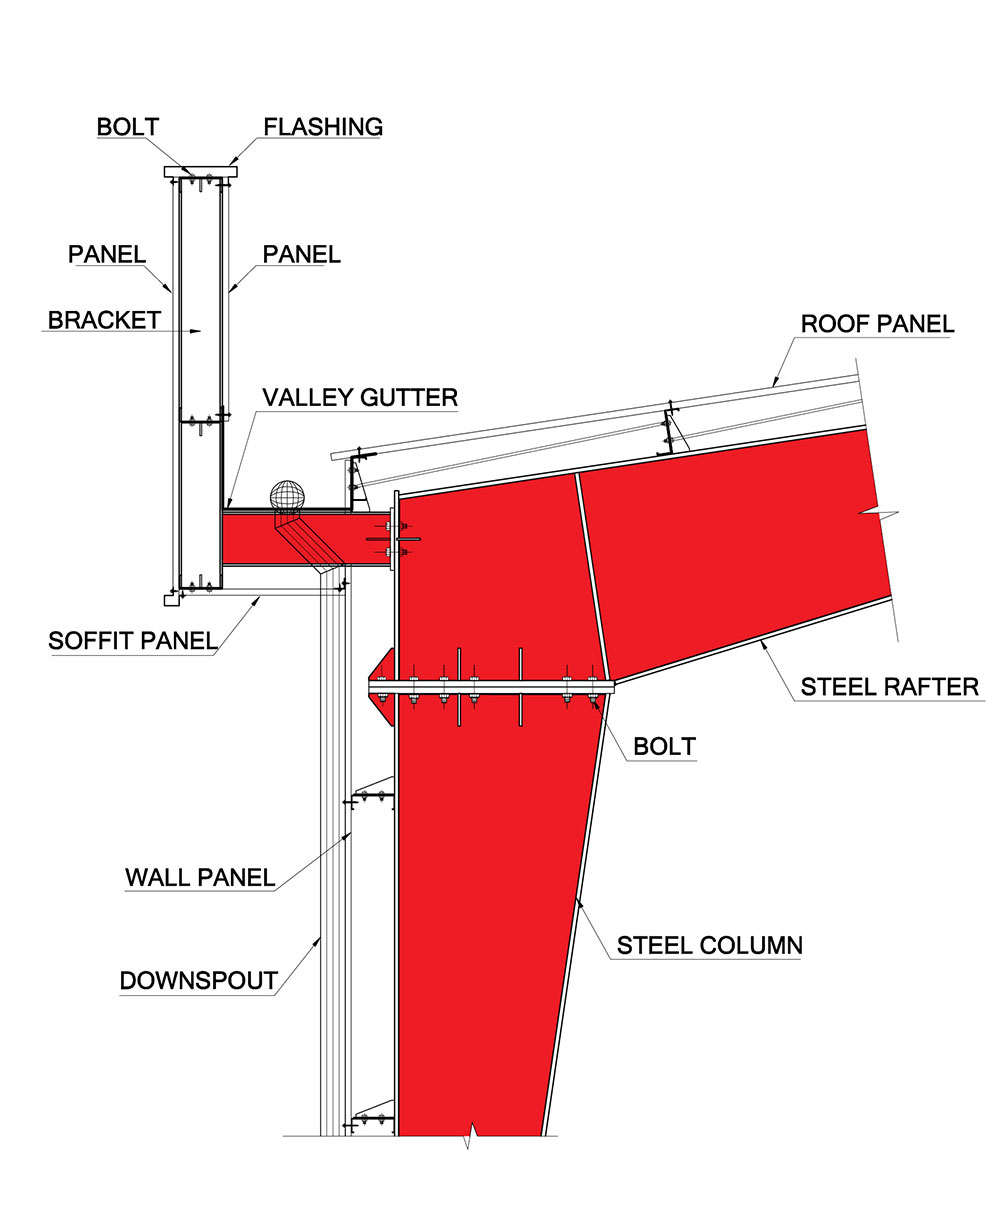 BOLT
FLASHING
PANEL
PANEL
BRACKET
ROOF PANEL
VALLEY GUTTER
SOFFIT PANEL
STEEL RAFTER
BOLT
WALL PANEL
STEEL COLUMN
DOWNSPOUT